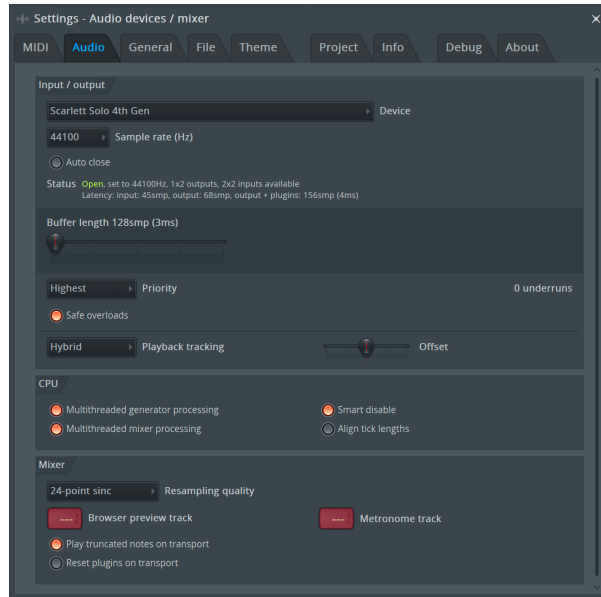 Settings - Audio devices / mixer
MIDI Audio General File Theme Project Info Debug About
Input / output
Scarlett Solo 4th Gen Device
44100 Sample rate (Hz)
Auto close
Status Open, set to 44100Hz, 1x2 outputs, 2x2 inputs available
Latency: input: 45smp, output: 68smp, output + plugins: 156smp (4ms)
Buffer length 128smp (3ms)
Highest Priority 0 underruns
Safe overloads
Hybrid Playback tracking Offset
CPU
Multithreaded generator processing Smart disable
Multithreaded mixer processing Align tick lengths
Mixer
24-point sinc Resampling quality
--- Browser preview track --- Metronome track
Play truncated notes on transport
Reset plugins on transport